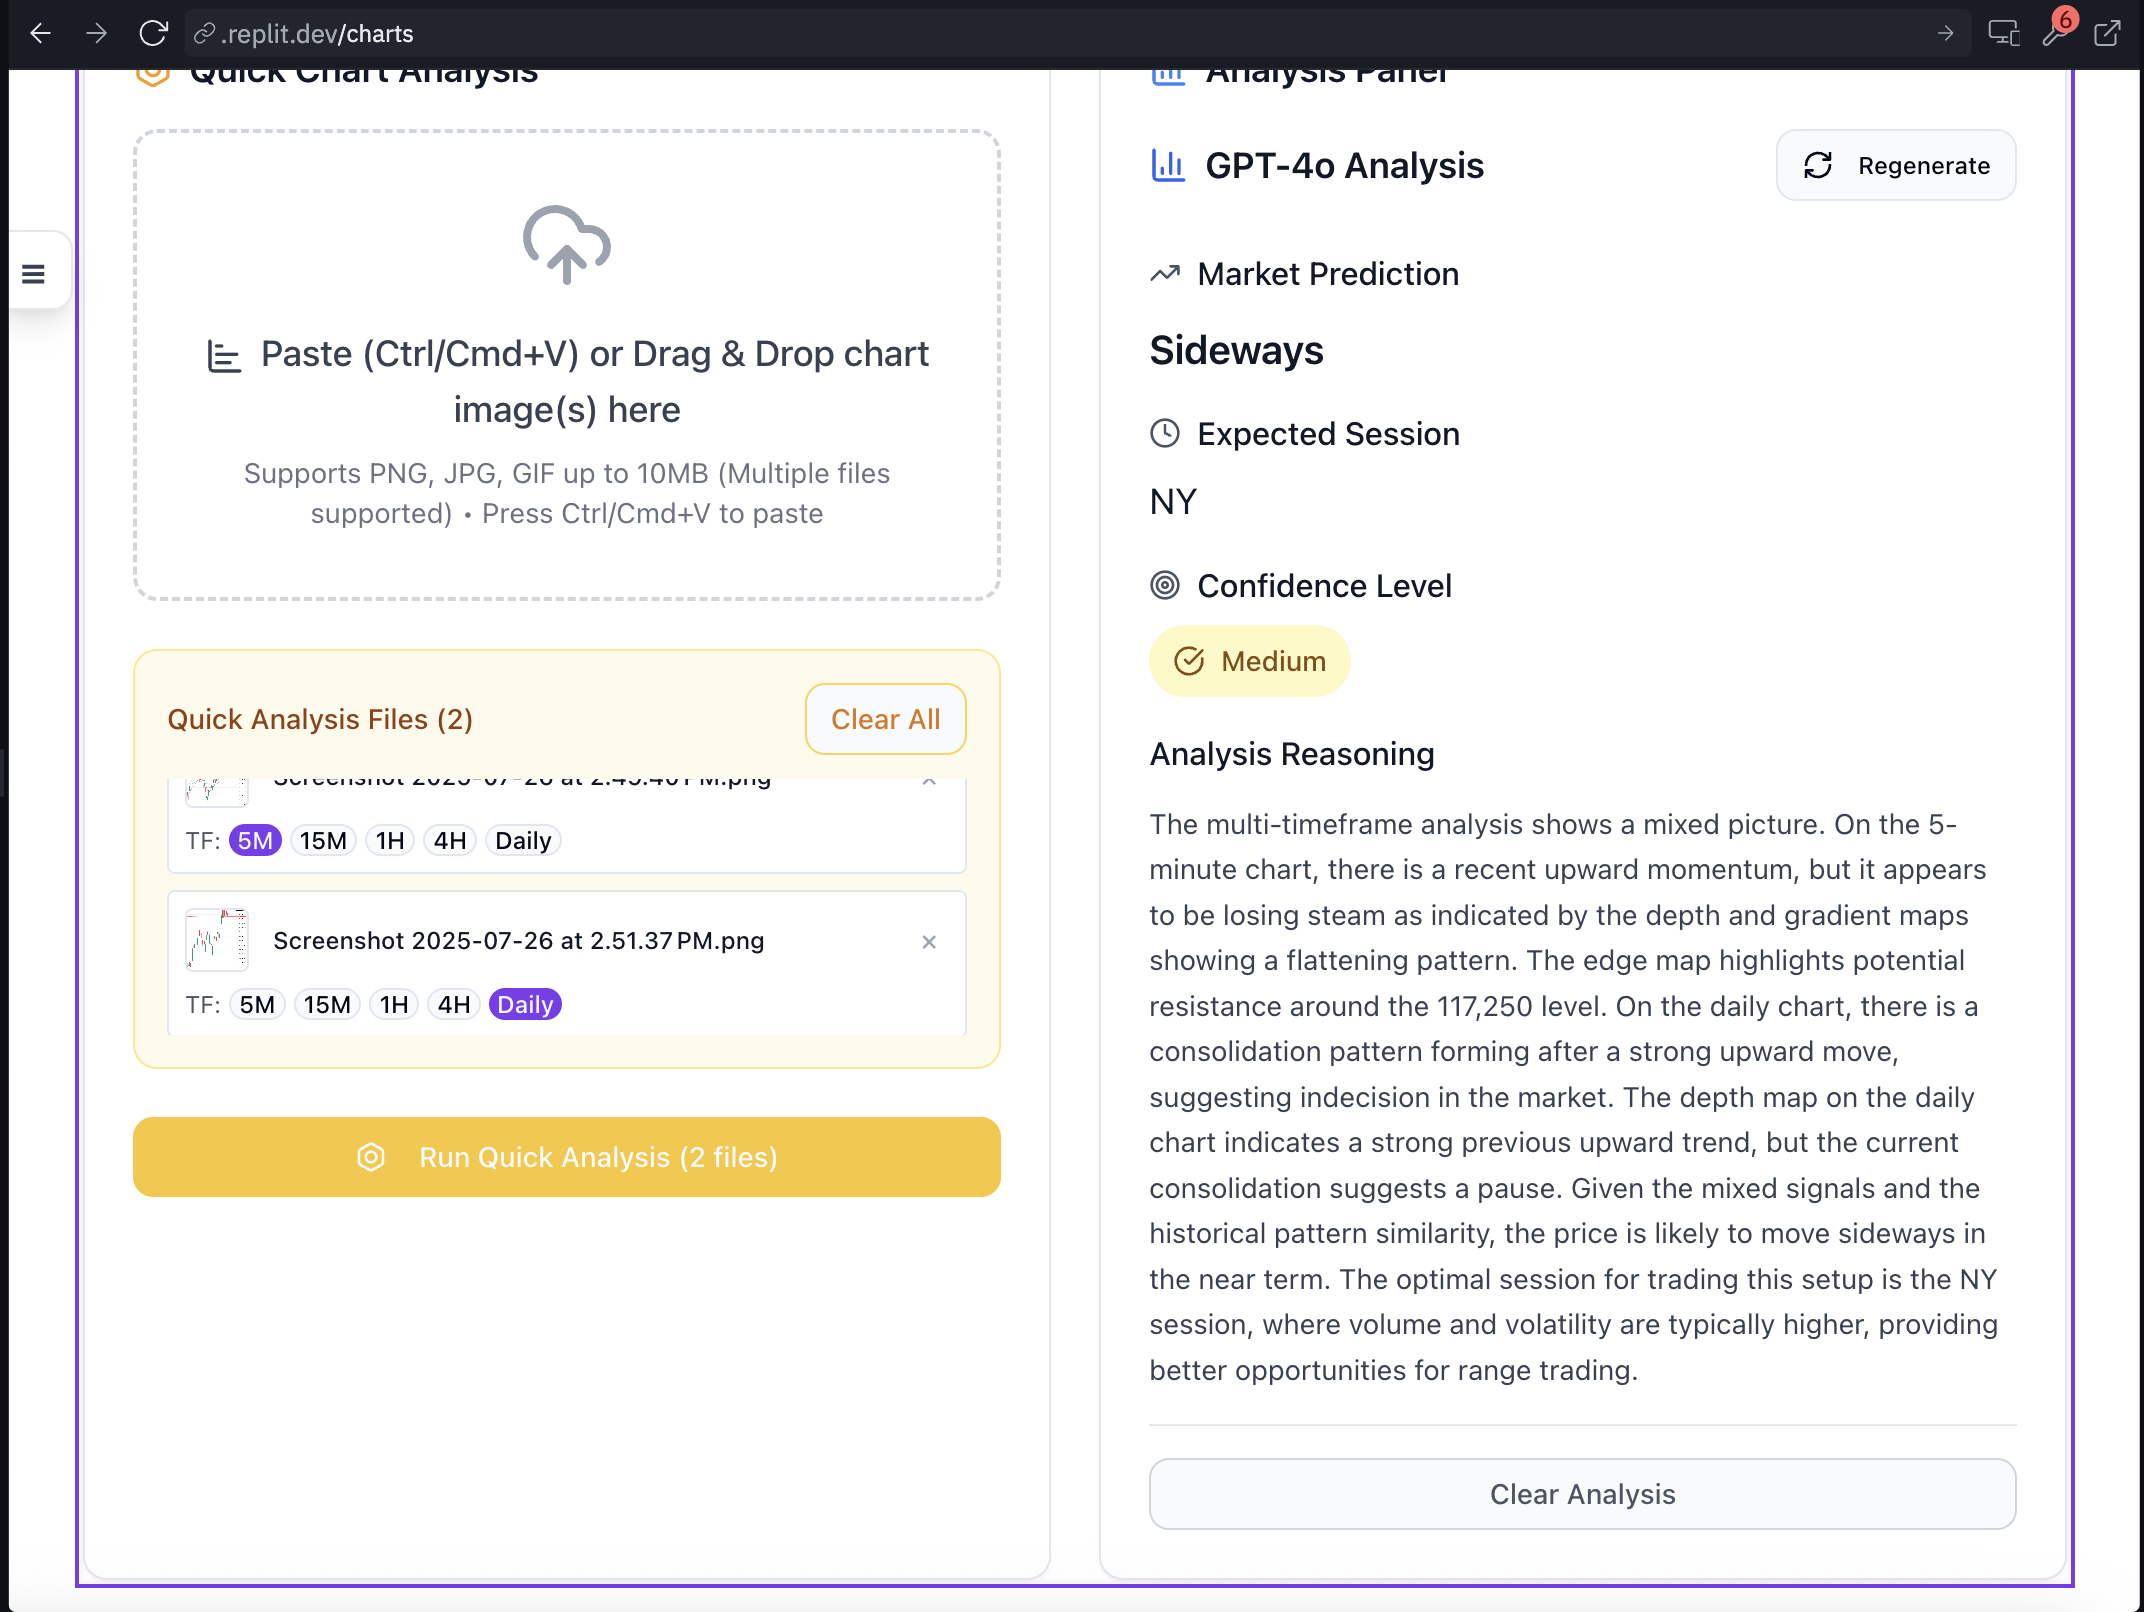 .replit.dev/charts
6
Quick Chart Analysis
Paste (Ctrl/Cmd+V) or Drag & Drop chart
image(s) here
Supports PNG, JPG, GIF up to 10MB (Multiple files
supported) • Press Ctrl/Cmd+V to paste
Quick Analysis Files (2)
Clear All
Screenshot 2025-07-26 at 2.49.40 PM.png
TF: 5M 15M 1H 4H Daily
Screenshot 2025-07-26 at 2.51.37 PM.png
TF: 5M 15M 1H 4H Daily
Run Quick Analysis (2 files)
Analysis Panel
GPT-4o Analysis
Regenerate
Market Prediction
Sideways
Expected Session
NY
Confidence Level
Medium
Analysis Reasoning
The multi-timeframe analysis shows a mixed picture. On the 5-
minute chart, there is a recent upward momentum, but it appears
to be losing steam as indicated by the depth and gradient maps
showing a flattening pattern. The edge map highlights potential
resistance around the 117,250 level. On the daily chart, there is a
consolidation pattern forming after a strong upward move,
suggesting indecision in the market. The depth map on the daily
chart indicates a strong previous upward trend, but the current
consolidation suggests a pause. Given the mixed signals and the
historical pattern similarity, the price is likely to move sideways in
the near term. The optimal session for trading this setup is the NY
session, where volume and volatility are typically higher, providing
better opportunities for range trading.
Clear Analysis